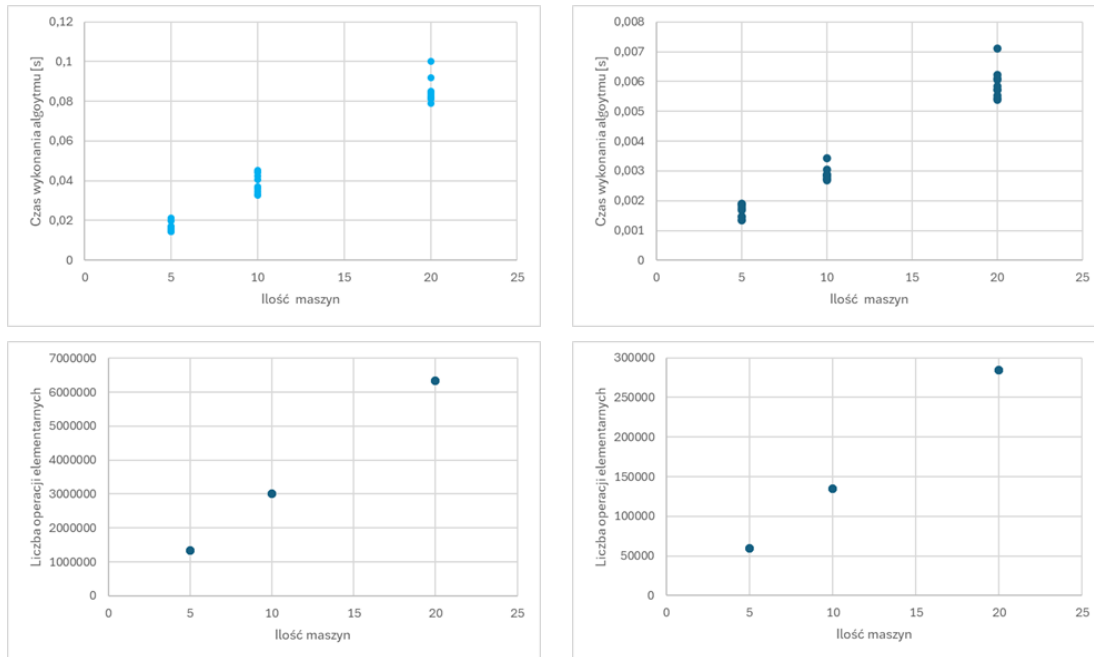 0,12
0,1
0,08
0,06
0,04
0,02
0
0 5 10 15 20 25
Czas wykonania algoytmu [s]
Ilość maszyn
0,008
0,007
0,006
0,005
0,004
0,003
0,002
0,001
0
0 5 10 15 20 25
Czas wykonania algoytmu [s]
Ilość maszyn
7000000
6000000
5000000
4000000
3000000
2000000
1000000
0
0 5 10 15 20 25
Liczba operacji elementarnych
Ilość maszyn
300000
250000
200000
150000
100000
50000
0
0 5 10 15 20 25
Liczba operacji elementarnych
Ilość maszyn